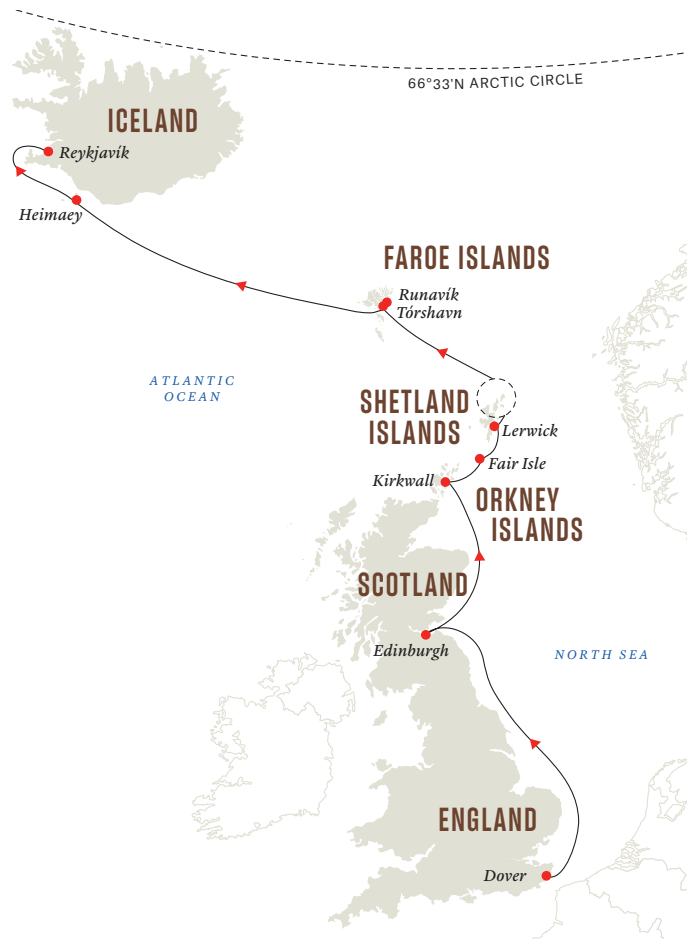 66°33'N ARCTIC CIRCLE
ICELAND
Reykjavík
Heimaey
FAROE ISLANDS
Runavík
Tórshavn
ATLANTIC
OCEAN
SHETLAND
ISLANDS
Lerwick
Fair Isle
Kirkwall
ORKNEY
ISLANDS
SCOTLAND
Edinburgh
NORTH SEA
ENGLAND
Dover